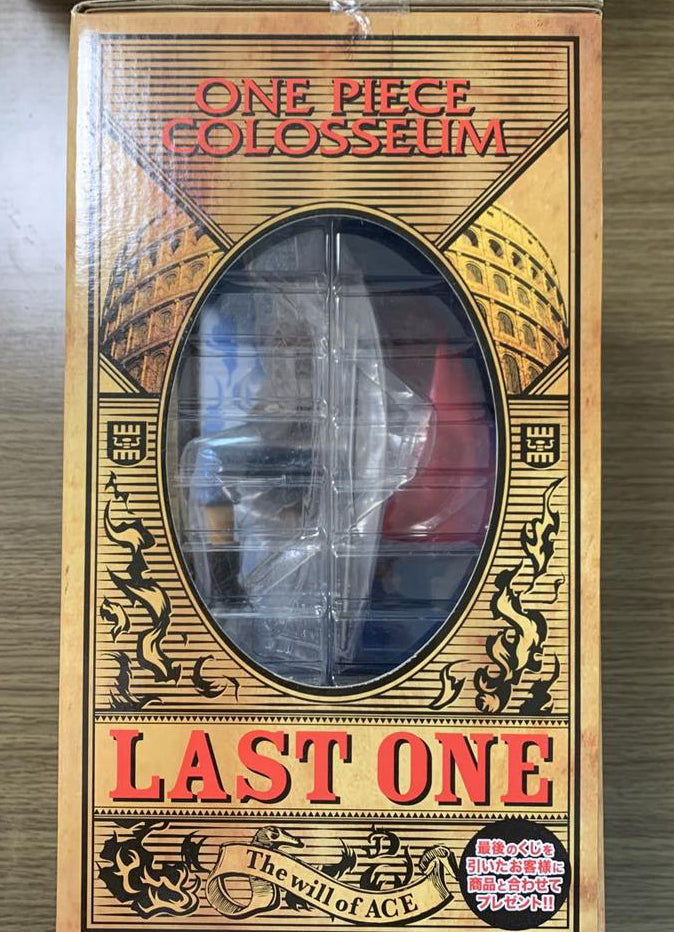 ONE PIECE
COLOSSEUM
LAST ONE
The will of ACE
最後のくじを
引いたお客様に
商品と合わせて
プレゼント!!